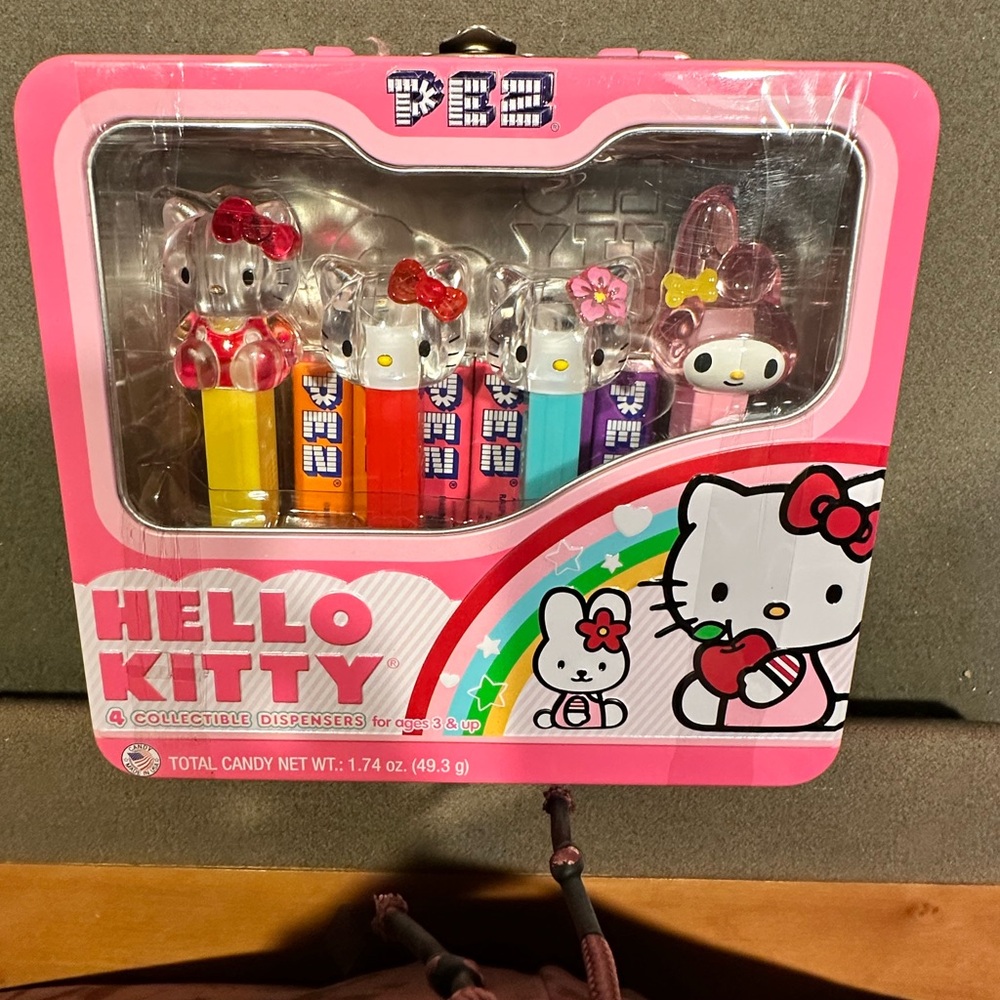 PEZ®
PEZ®
PEZ®
PEZ
PEZ
HELLO
KITTY®
4 COLLECTIBLE DISPENSERS for ages 3 & up
CANDY
TOTAL CANDY NET WT.: 1.74 oz. (49.3 g)